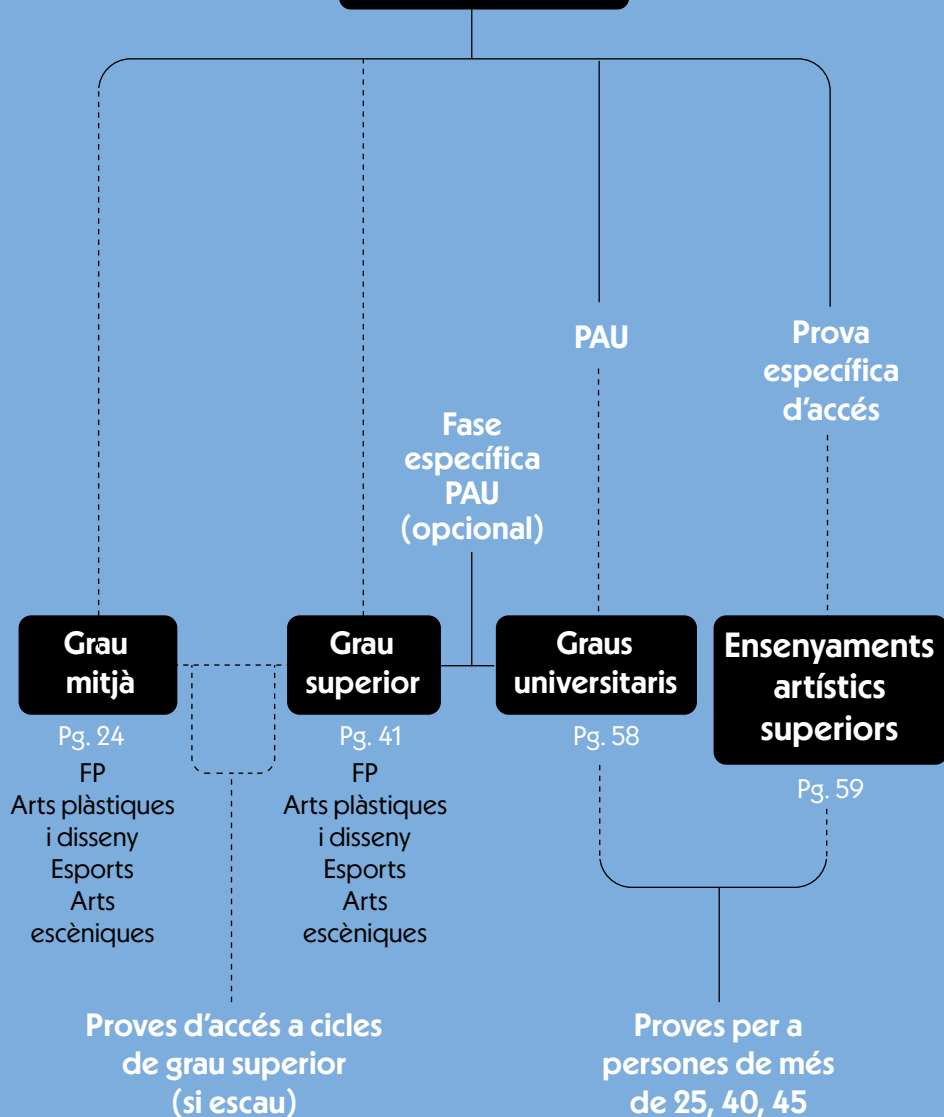 PAU
Prova
específica
d'accés
Fase
específica
PAU
(opcional)
Grau
mitjà
Grau
superior
Graus
universitaris
Ensenyaments
artístics
superiors
Pg. 24
FP
Arts plàstiques
i disseny
Esports
Arts
escèniques
Pg. 41
FP
Arts plàstiques
i disseny
Esports
Arts
escèniques
Pg. 58
Pg. 59
Proves d'accés a cicles
de grau superior
(si escau)
Proves per a
persones de més
de 25, 40, 45